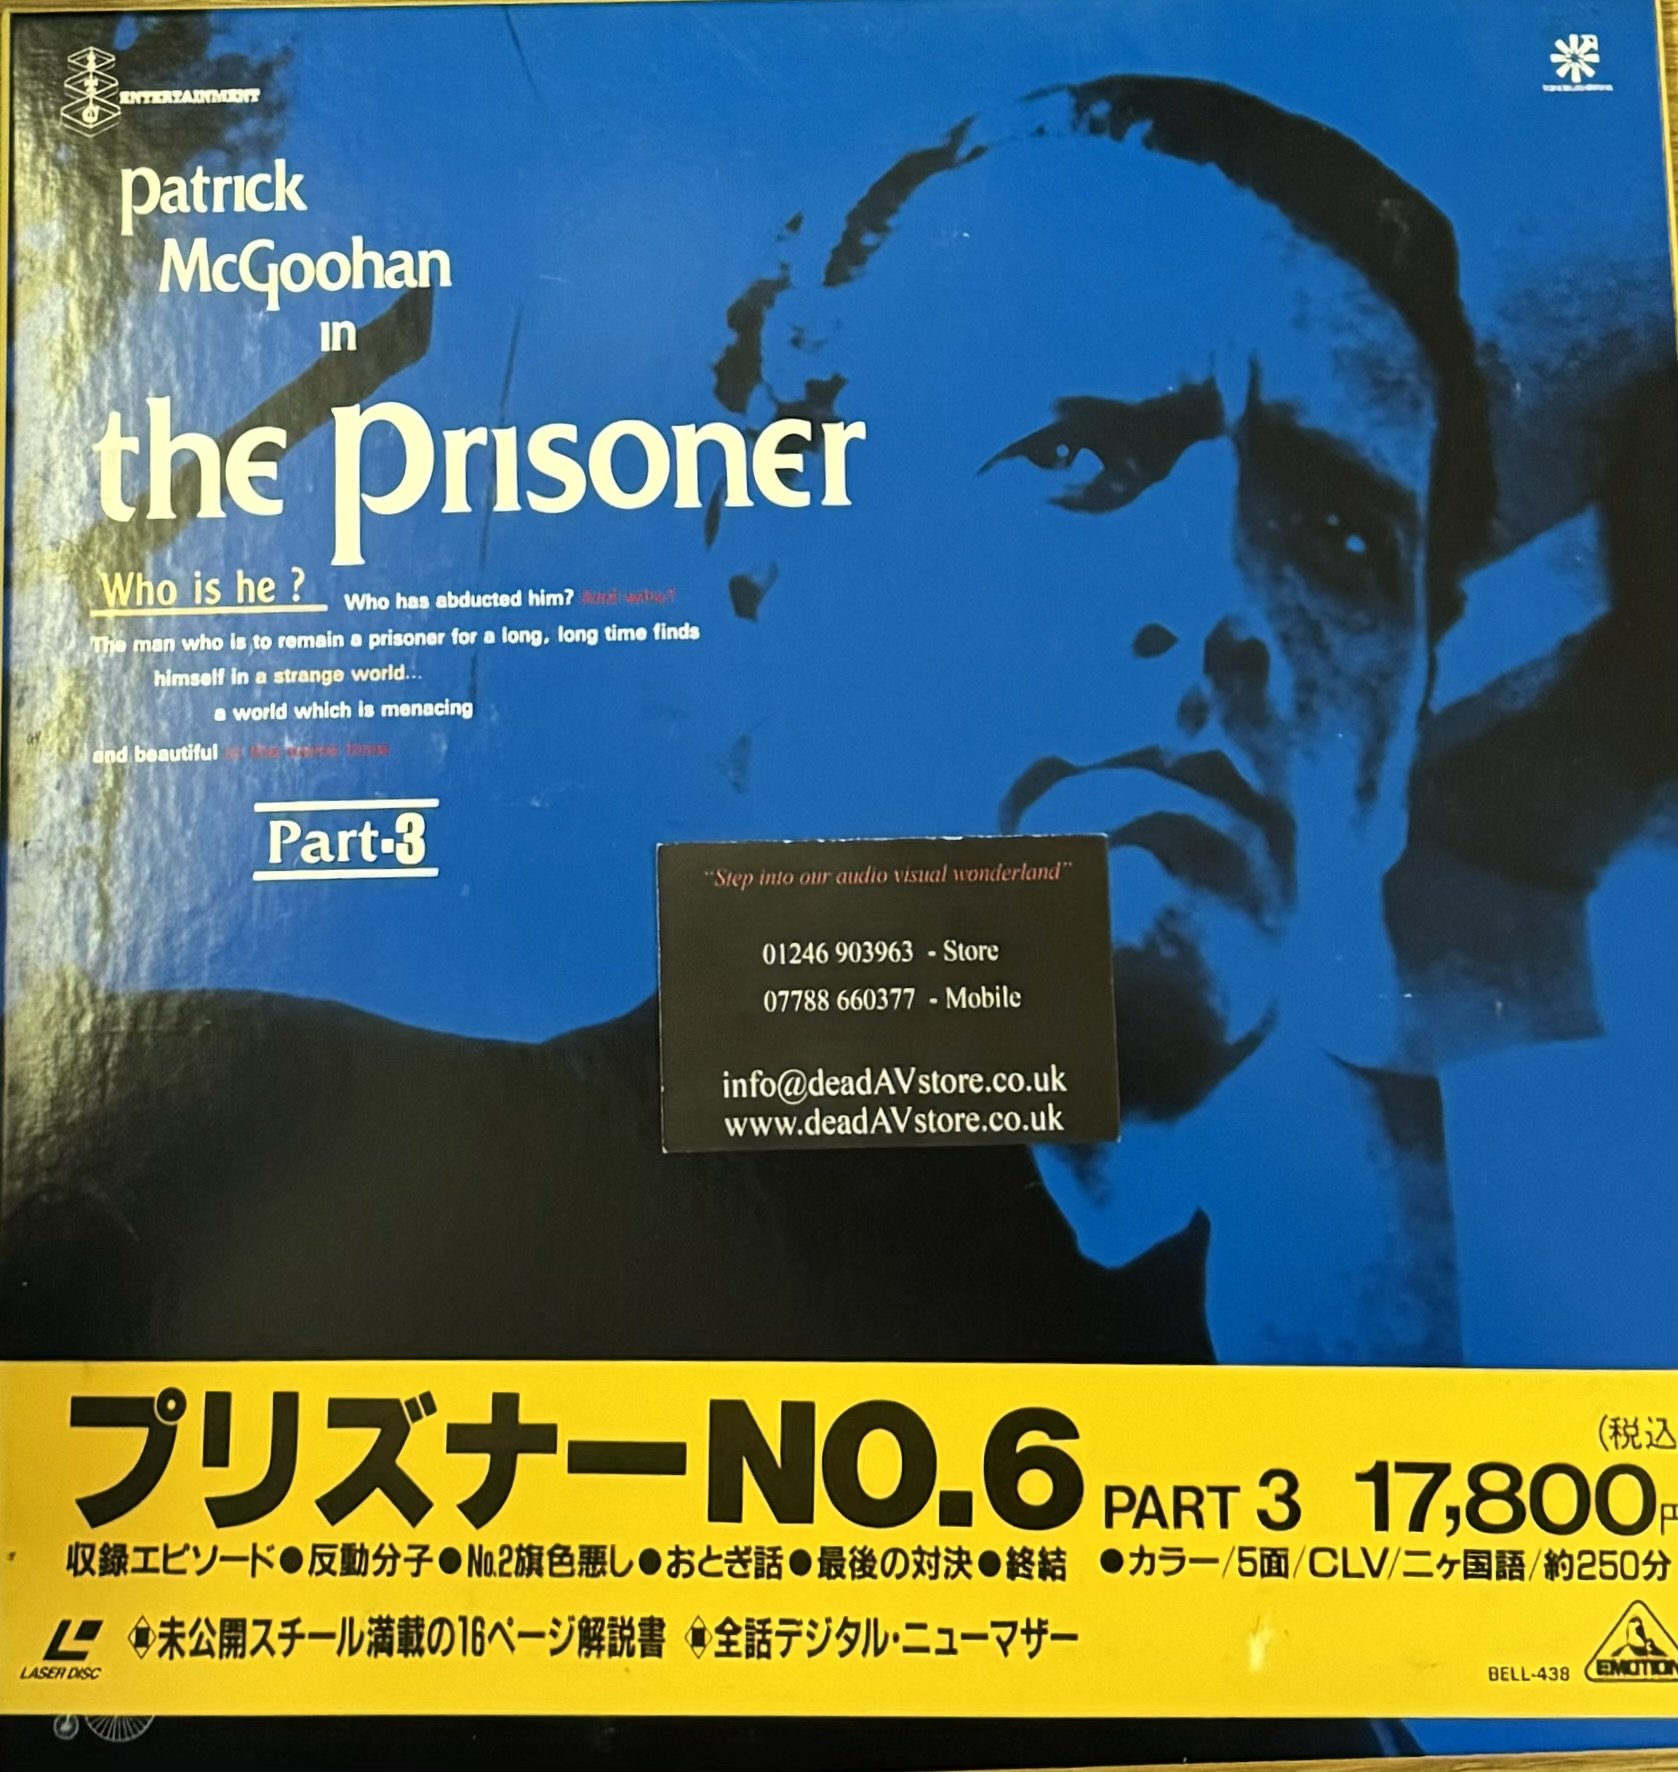 ITC
ENTERTAINMENT
Patrick
McGoohan
in
the Prisoner
Who is he ? Who has abducted him? And why?
The man who is to remain a prisoner for a long, long time finds
himself in a strange world...
a world which is menacing
and beautiful at the same time
Part-3
"Step into our audio visual wonderland"
01246 903963 - Store
07788 660377 - Mobile
info@deadAVstore.co.uk
www.deadAVstore.co.uk
プリズナーNO.6 PART 3 17,800円
(税込
収録エピソード●反動分子●No.2旗色悪し●おとぎ話●最後の対決●終結 ●カラー/5面/CLV/二ヶ国語/約250分
未公開スチール満載の16ページ解説書 全話デジタル・ニューマザー
LASER DISC
BELL-438
EMOTION